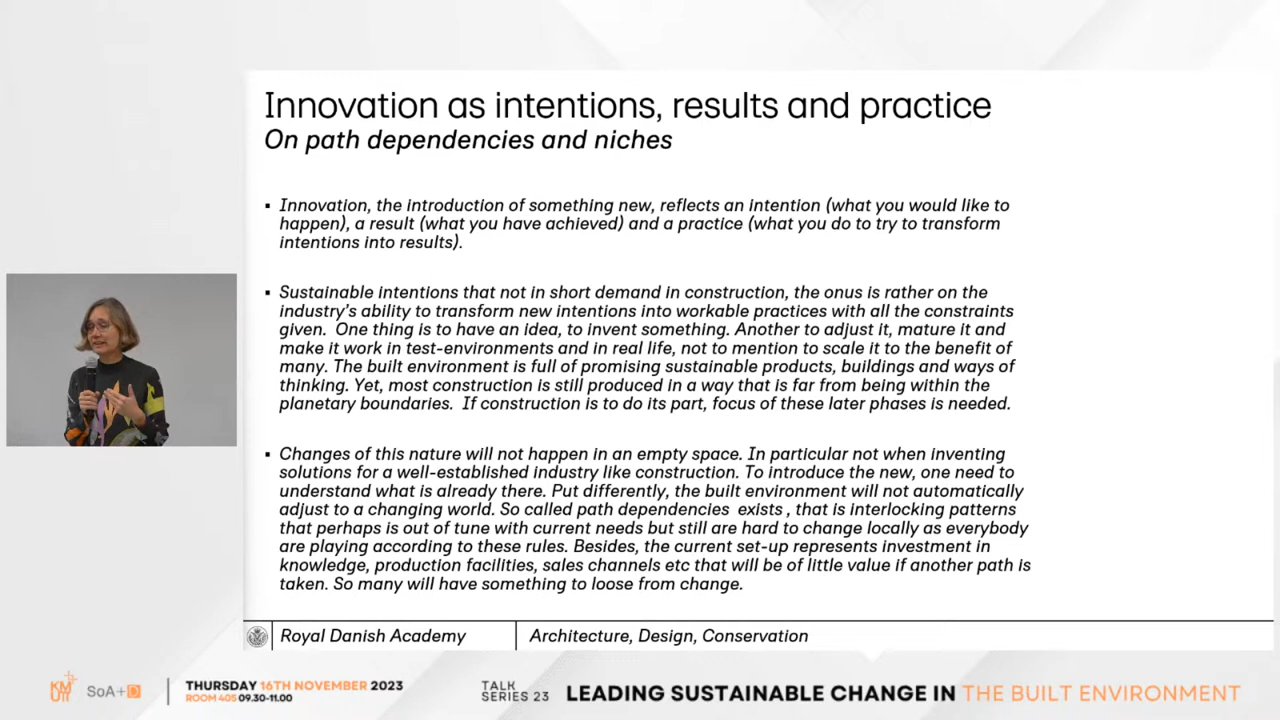 Innovation as intentions, results and practice
On path dependencies and niches
▪ Innovation, the introduction of something new, reflects an intention (what you would like to
happen), a result (what you have achieved) and a practice (what you do to try to transform
intentions into results).
▪ Sustainable intentions that not in short demand in construction, the onus is rather on the
industry's ability to transform new intentions into workable practices with all the constraints
given.  One thing is to have an idea, to invent something. Another to adjust it, mature it and
make it work in test-environments and in real life, not to mention to scale it to the benefit of
many. The built environment is full of promising sustainable products, buildings and ways of
thinking. Yet, most construction is still produced in a way that is far from being within the
planetary boundaries.  If construction is to do its part, focus of these later phases is needed.
▪ Changes of this nature will not happen in an empty space. In particular not when inventing
solutions for a well-established industry like construction. To introduce the new, one need to
understand what is already there. Put differently, the built environment will not automatically
adjust to a changing world. So called path dependencies  exists , that is interlocking patterns
that perhaps is out of tune with current needs but still are hard to change locally as everybody
are playing according to these rules. Besides, the current set-up represents investment in
knowledge, production facilities, sales channels etc that will be of little value if another path is
taken. So many will have something to loose from change.
Royal Danish Academy
Architecture, Design, Conservation
KMUTT
SoA+D
THURSDAY 16TH NOVEMBER 2023
ROOM 405 09.30-11.00
TALK
SERIES 23
LEADING SUSTAINABLE CHANGE IN THE BUILT ENVIRONMENT